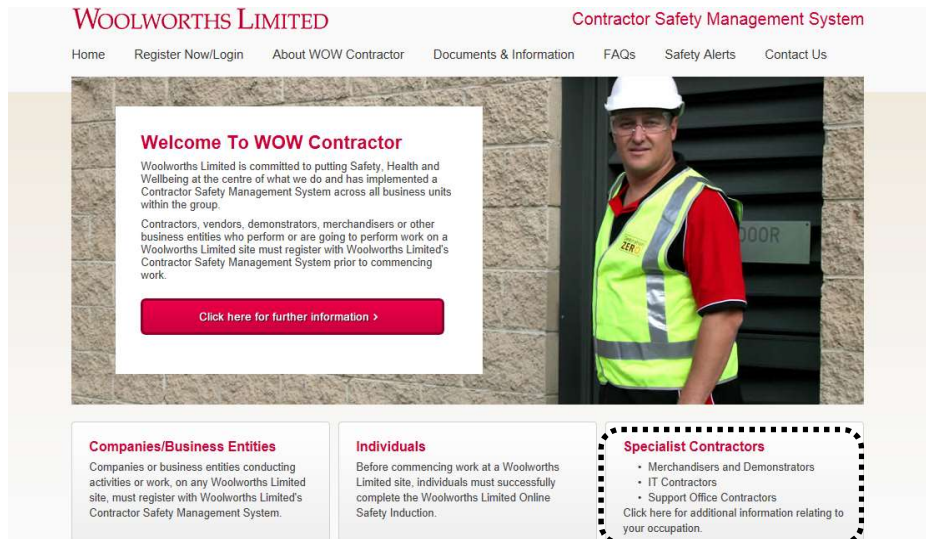 WOOLWORTHS LIMITED
Contractor Safety Management System
Home Register Now/Login About WOW Contractor Documents & Information FAQs Safety Alerts Contact Us
Welcome To WOW Contractor
Woolworths Limited is committed to putting Safety, Health and
Wellbeing at the centre of what we do and has implemented a
Contractor Safety Management System across all business units
within the group.
Contractors, vendors, demonstrators, merchandisers or other
business entities who perform or are going to perform work on a
Woolworths Limited site must register with Woolworths Limited's
Contractor Safety Management System prior to commencing
work.
Click here for further information >
ZERO
OOR
Companies/Business Entities
Companies or business entities conducting
activities or work, on any Woolworths Limited
site, must register with Woolworths Limited's
Contractor Safety Management System.
Individuals
Before commencing work at a Woolworths
Limited site, individuals must successfully
complete the Woolworths Limited Online
Safety Induction.
Specialist Contractors
• Merchandisers and Demonstrators
• IT Contractors
• Support Office Contractors
Click here for additional information relating to
your occupation.